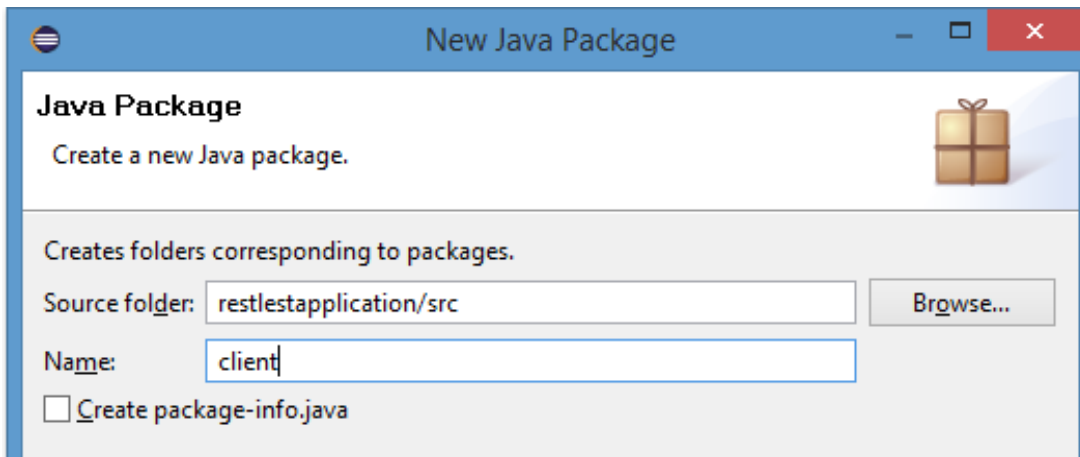 New Java Package
Java Package
Create a new Java package.
Creates folders corresponding to packages.
Source folder: restlestapplication/src Browse...
Name: client
Create package-info.java